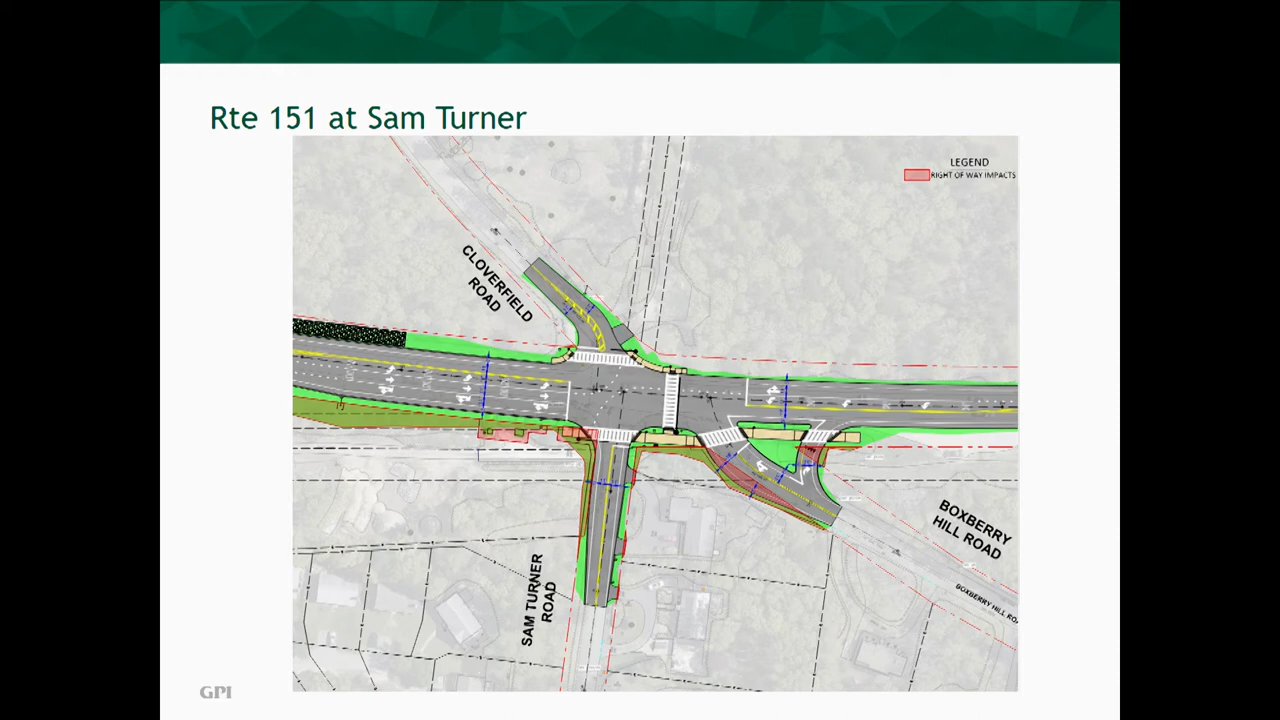 Rte 151 at Sam Turner
LEGEND
RIGHT OF WAY IMPACTS
CLOVERFIELD
ROAD
BOXBERRY
HILL ROAD
SAM TURNER
ROAD
BOXBERRY HILL
GPI